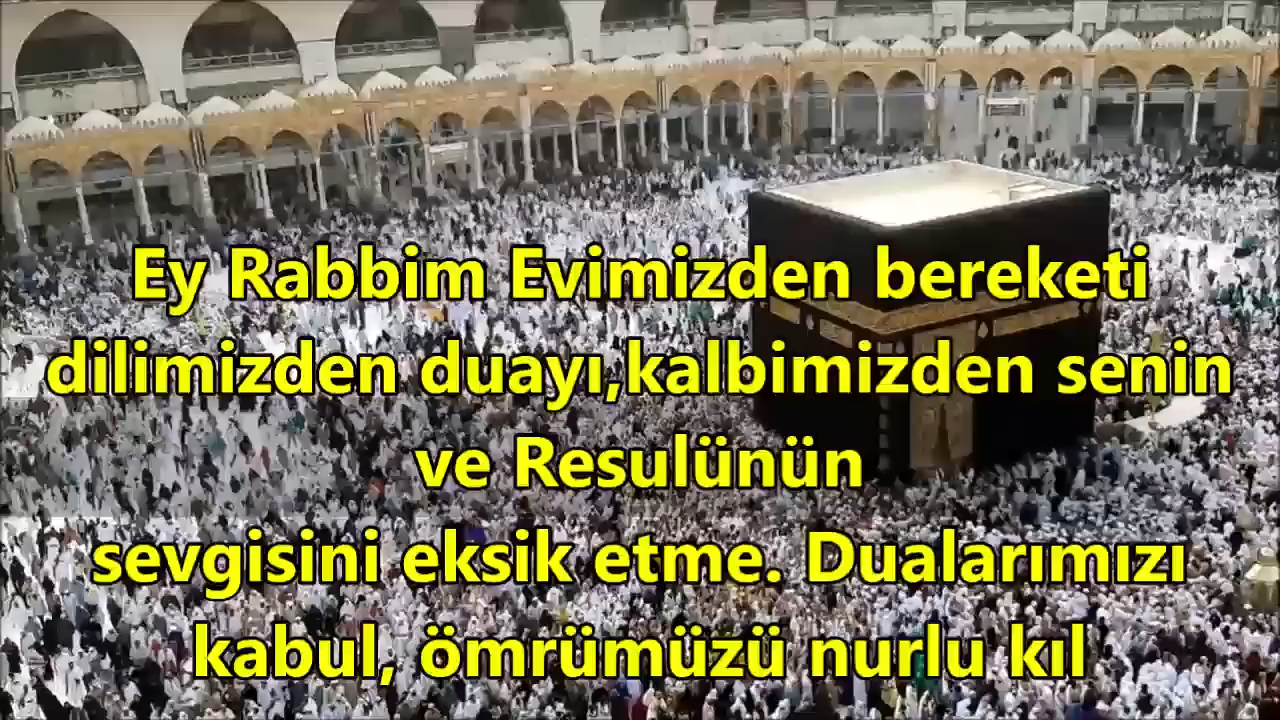 Ey Rabbim Evimizden bereketi
dilimizden duayı,kalbimizden senin
ve Resulünün
sevgisini eksik etme. Dualarımızı
kabul, ömrümüzü nurlu kıl